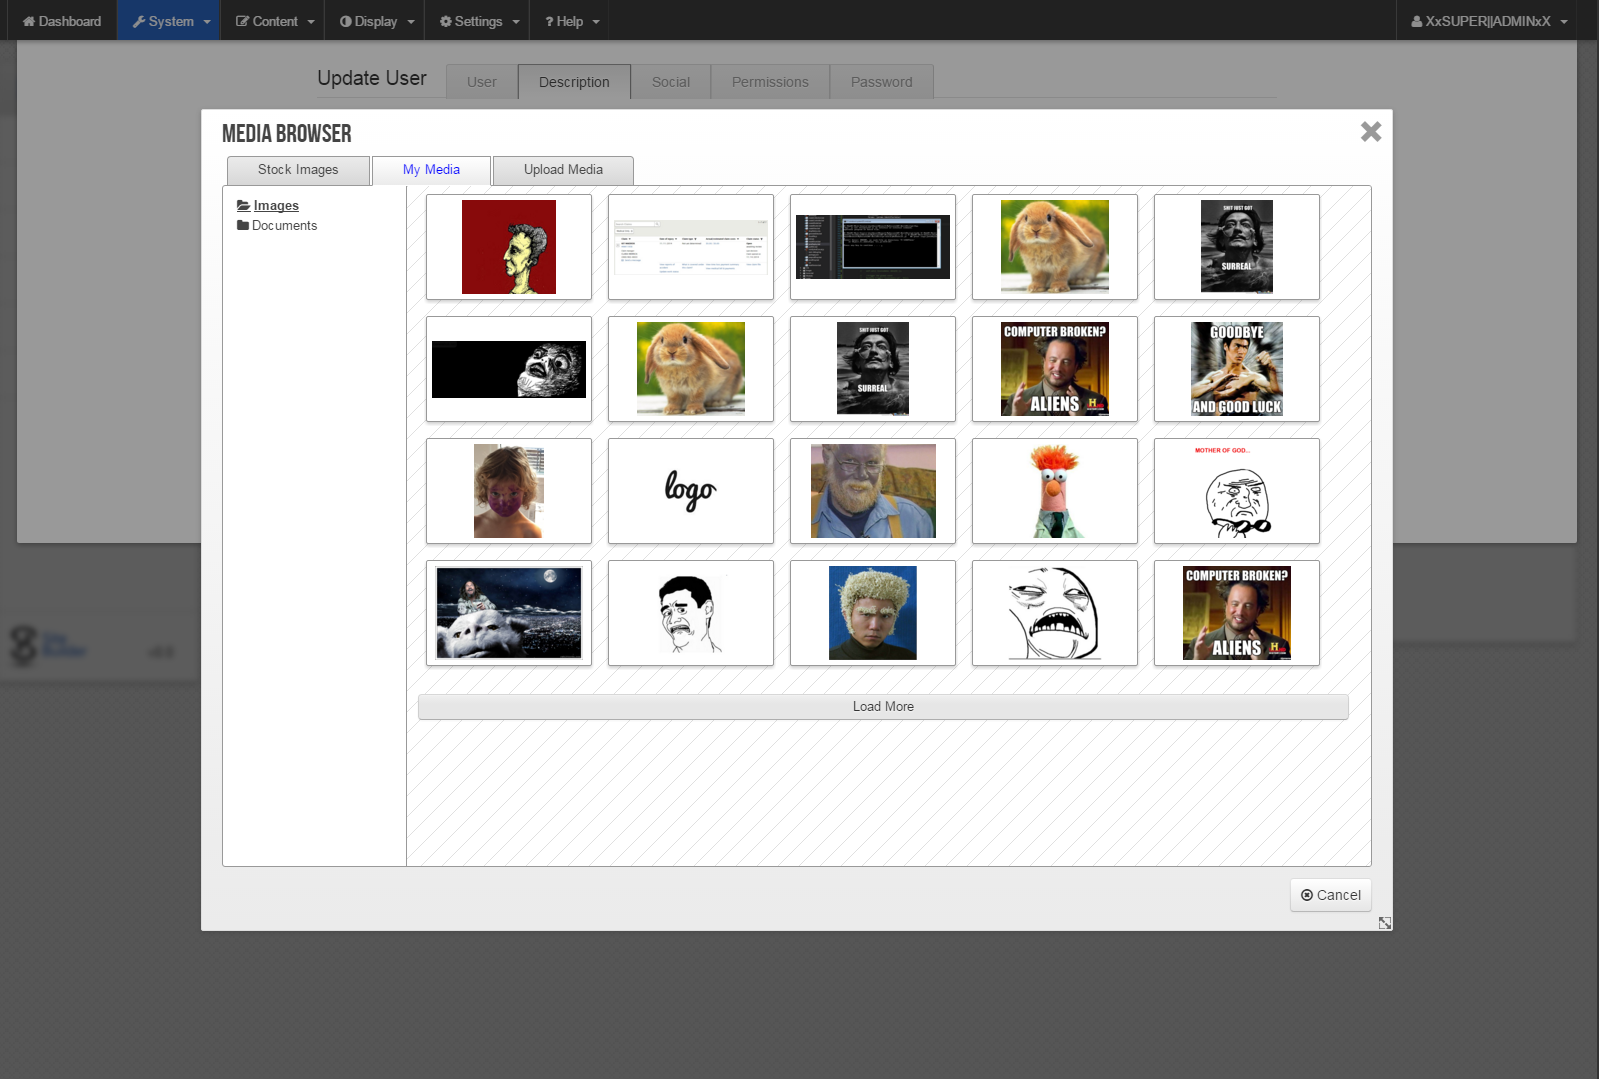 Dashboard System Content Display Settings ? Help XxSUPER||ADMINxX
Update User User Description Social Permissions Password
MEDIA BROWSER
Stock Images My Media Upload Media
Images
Documents
SHIT JUST GOT
SURREAL
SHIT JUST GOT
SURREAL
COMPUTER BROKEN?
ALIENS
H
GOODBYE
AND GOOD LUCK
logo
MOTHER OF GOD...
COMPUTER BROKEN?
ALIENS
H
Load More
Cancel